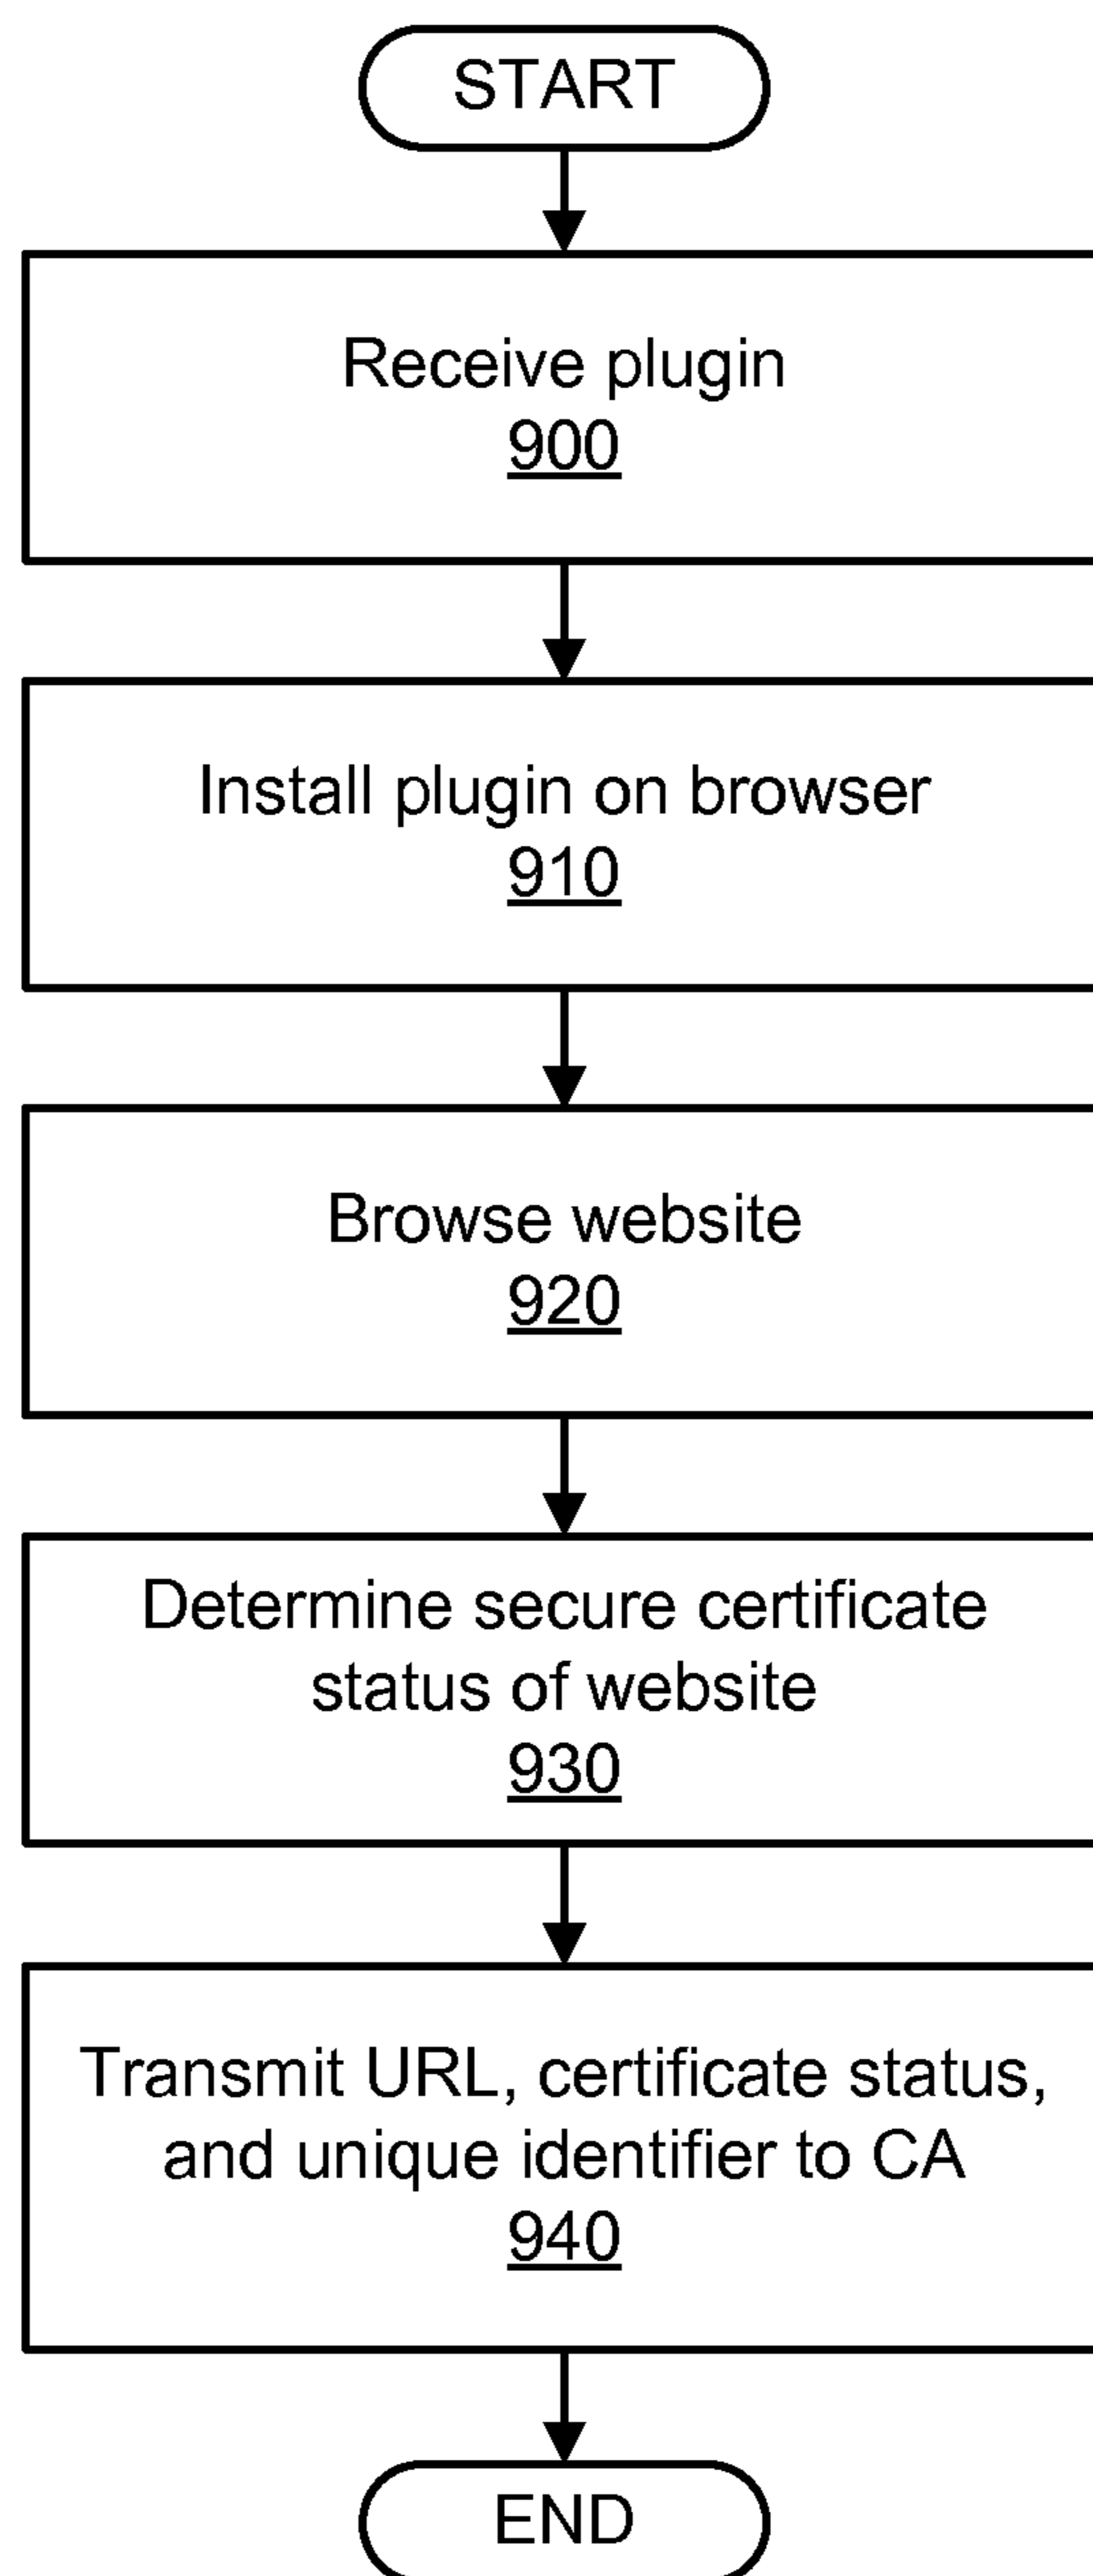 START
Receive plugin
900
Install plugin on browser
910
Browse website
920
Determine secure certificate
status of website
930
Transmit URL, certificate status,
and unique identifier to CA
940
END